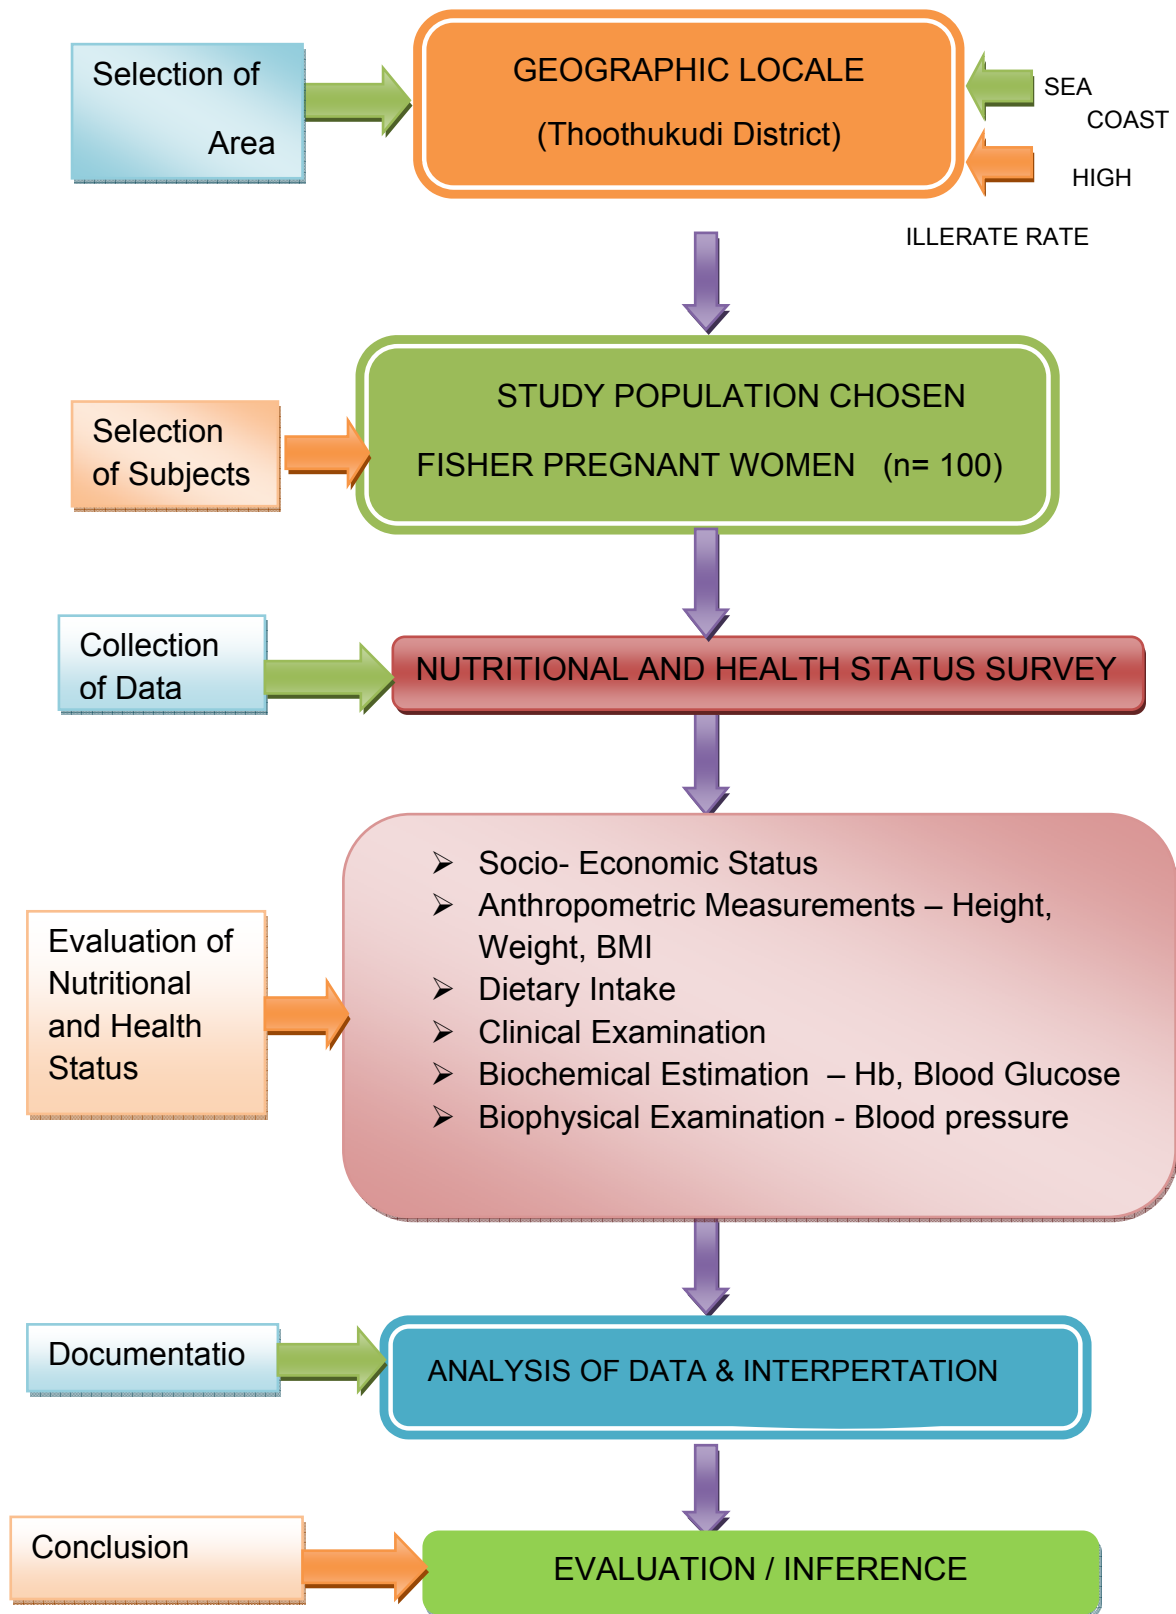 Selection of
Area
GEOGRAPHIC LOCALE
(Thoothukudi District)
SEA
COAST
HIGH
ILLERATE RATE
Selection
of Subjects
STUDY POPULATION CHOSEN
FISHER PREGNANT WOMEN (n= 100)
Collection
of Data
NUTRITIONAL AND HEALTH STATUS SURVEY
Evaluation of
Nutritional
and Health
Status
➢ Socio- Economic Status
➢ Anthropometric Measurements – Height,
Weight, BMI
➢ Dietary Intake
➢ Clinical Examination
➢ Biochemical Estimation – Hb, Blood Glucose
➢ Biophysical Examination - Blood pressure
Documentatio
ANALYSIS OF DATA & INTERPERTATION
Conclusion
EVALUATION / INFERENCE